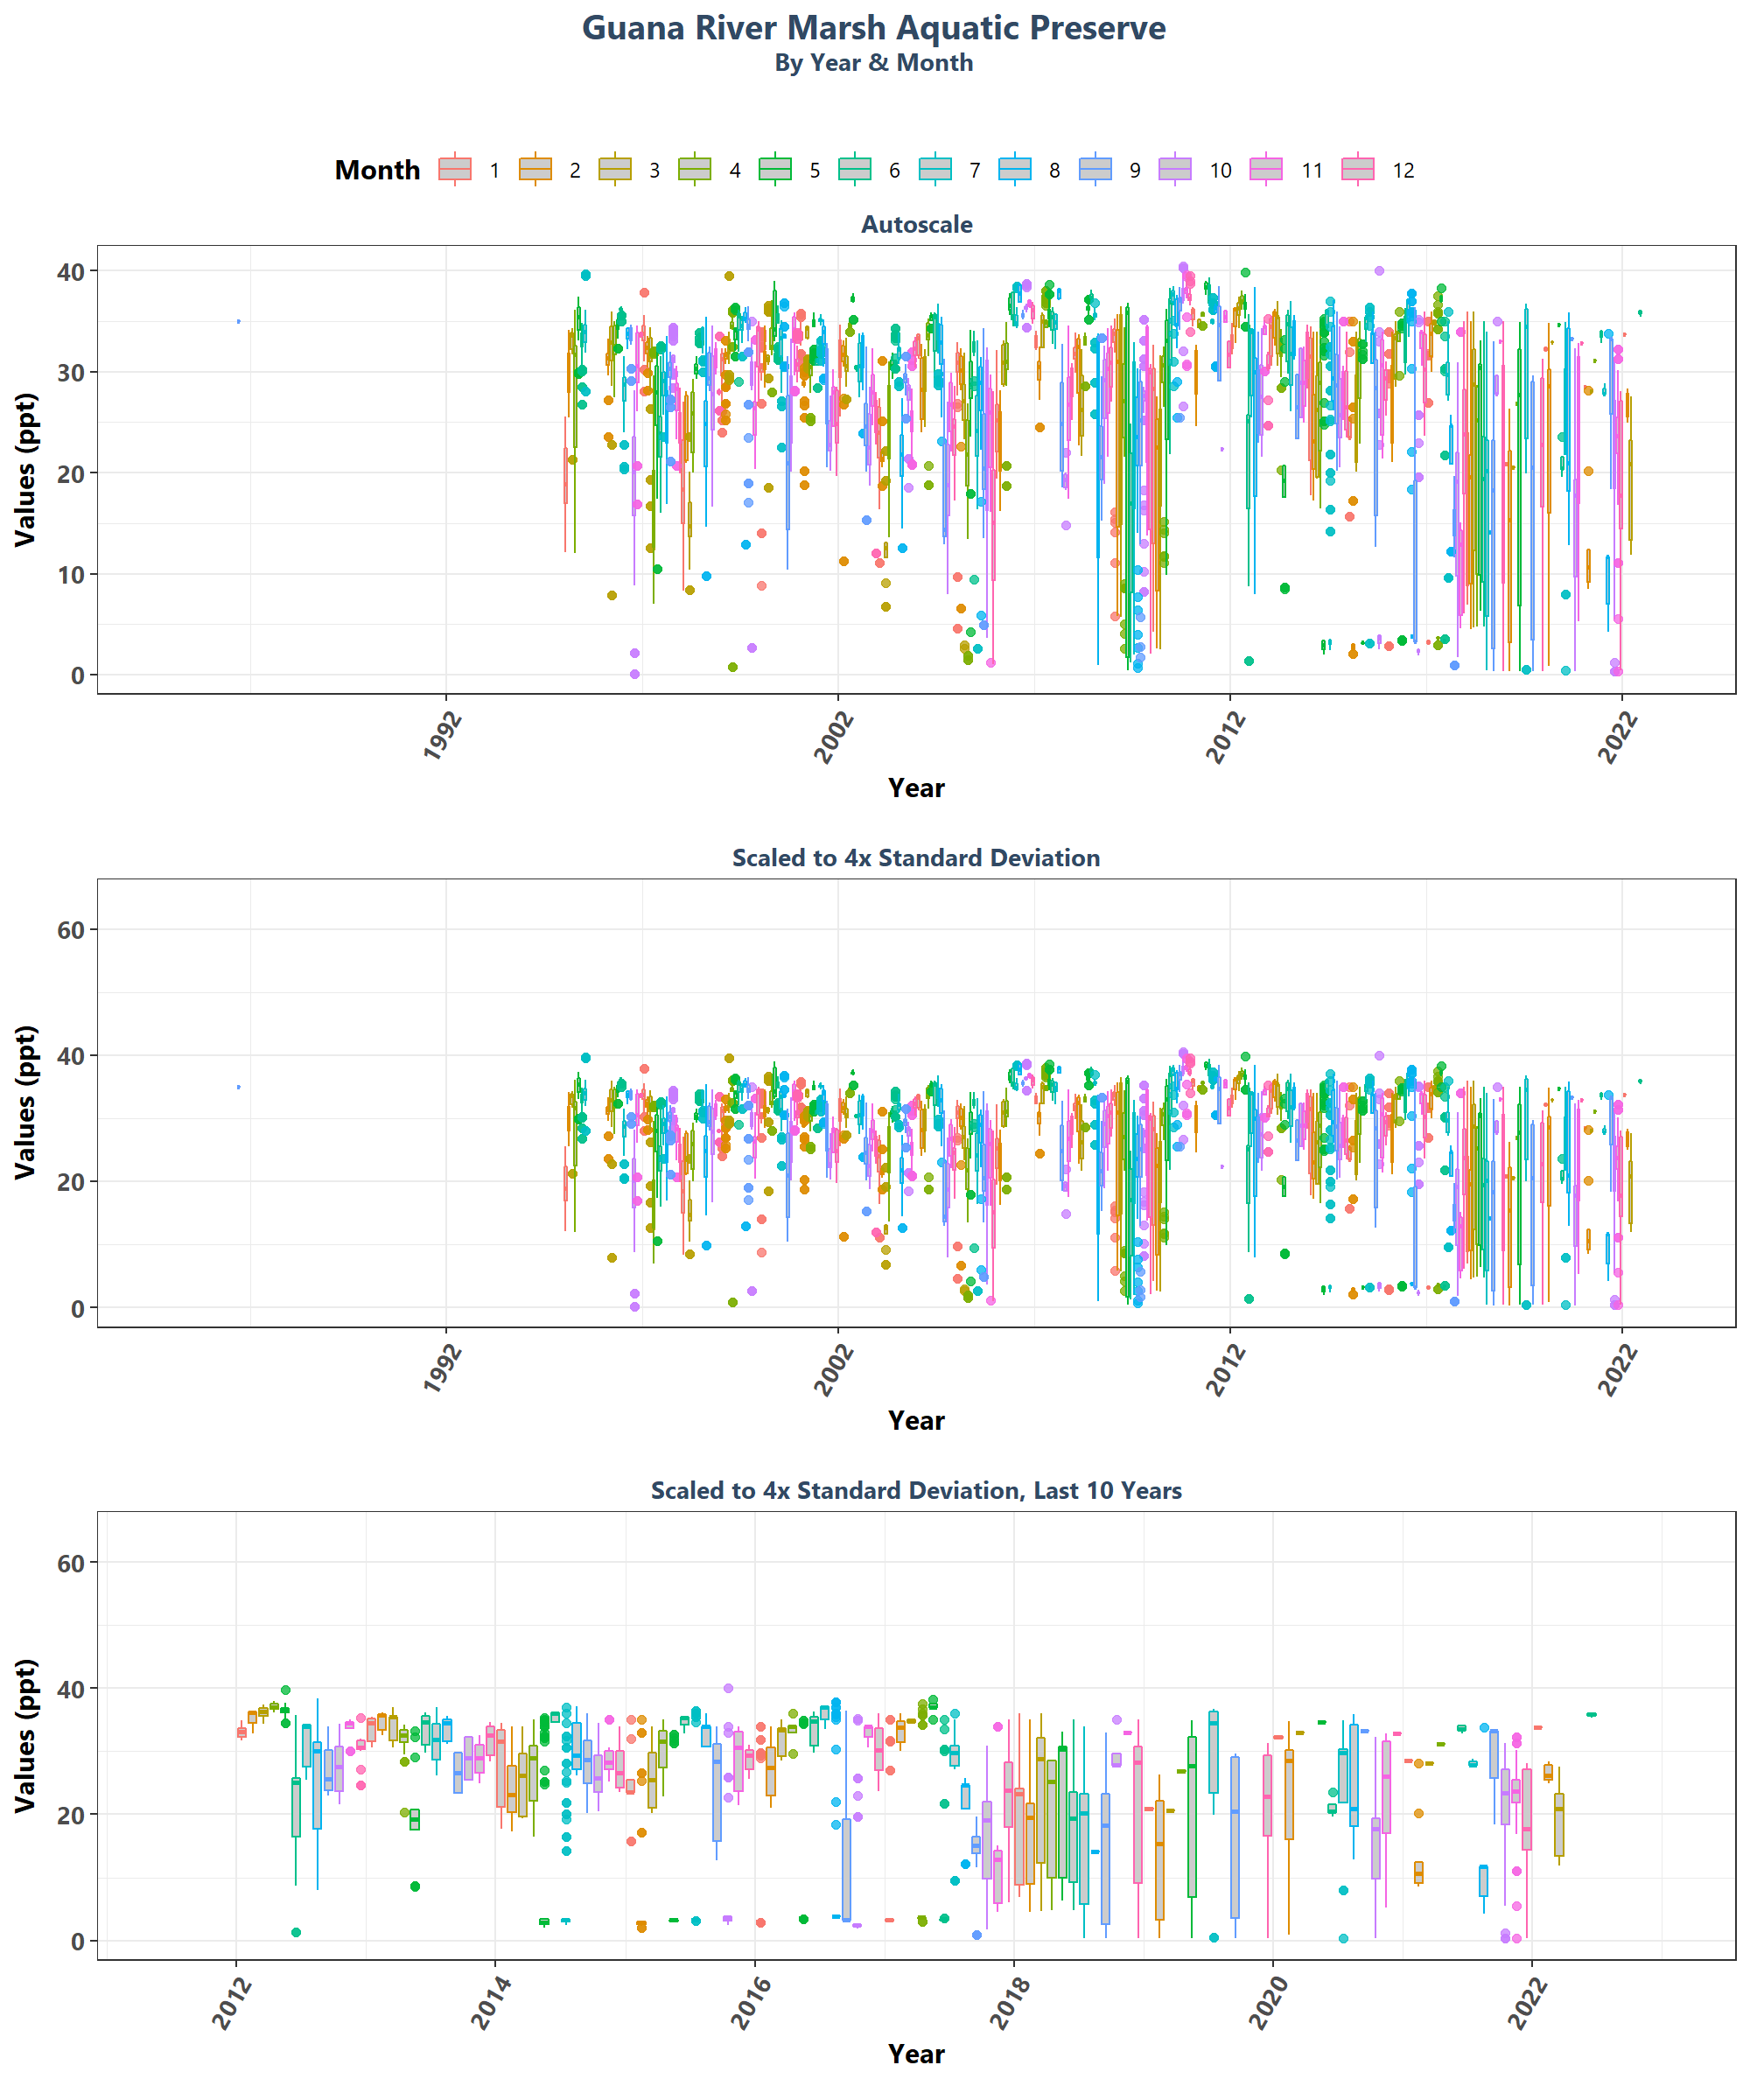 Guana River Marsh Aquatic Preserve
By Year & Month
Month 1 2 3 4 5 6 7 8 9 10 11 12
Autoscale
Values (ppt)
40
30
20
10
0
1992 2002 2012 2022
Year
Scaled to 4x Standard Deviation
Values (ppt)
60
40
20
0
1992 2002 2012 2022
Year
Scaled to 4x Standard Deviation, Last 10 Years
Values (ppt)
60
40
20
0
2012 2014 2016 2018 2020 2022
Year